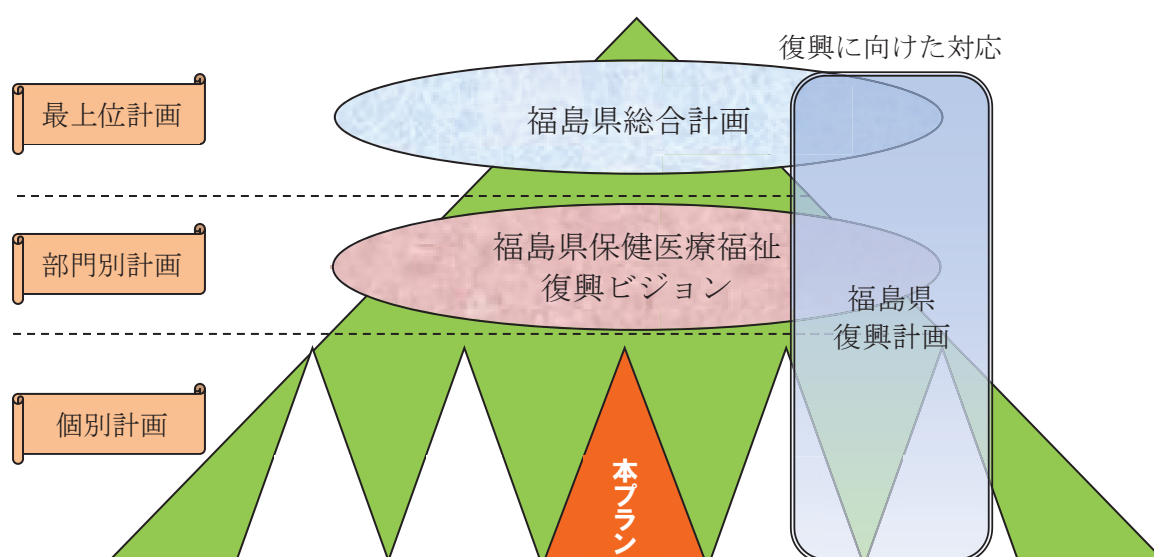 復興に向けた対応
最上位計画
福島県総合計画
部門別計画
福島県保健医療福祉
復興ビジョン
福島県
復興計画
個別計画
本プラン